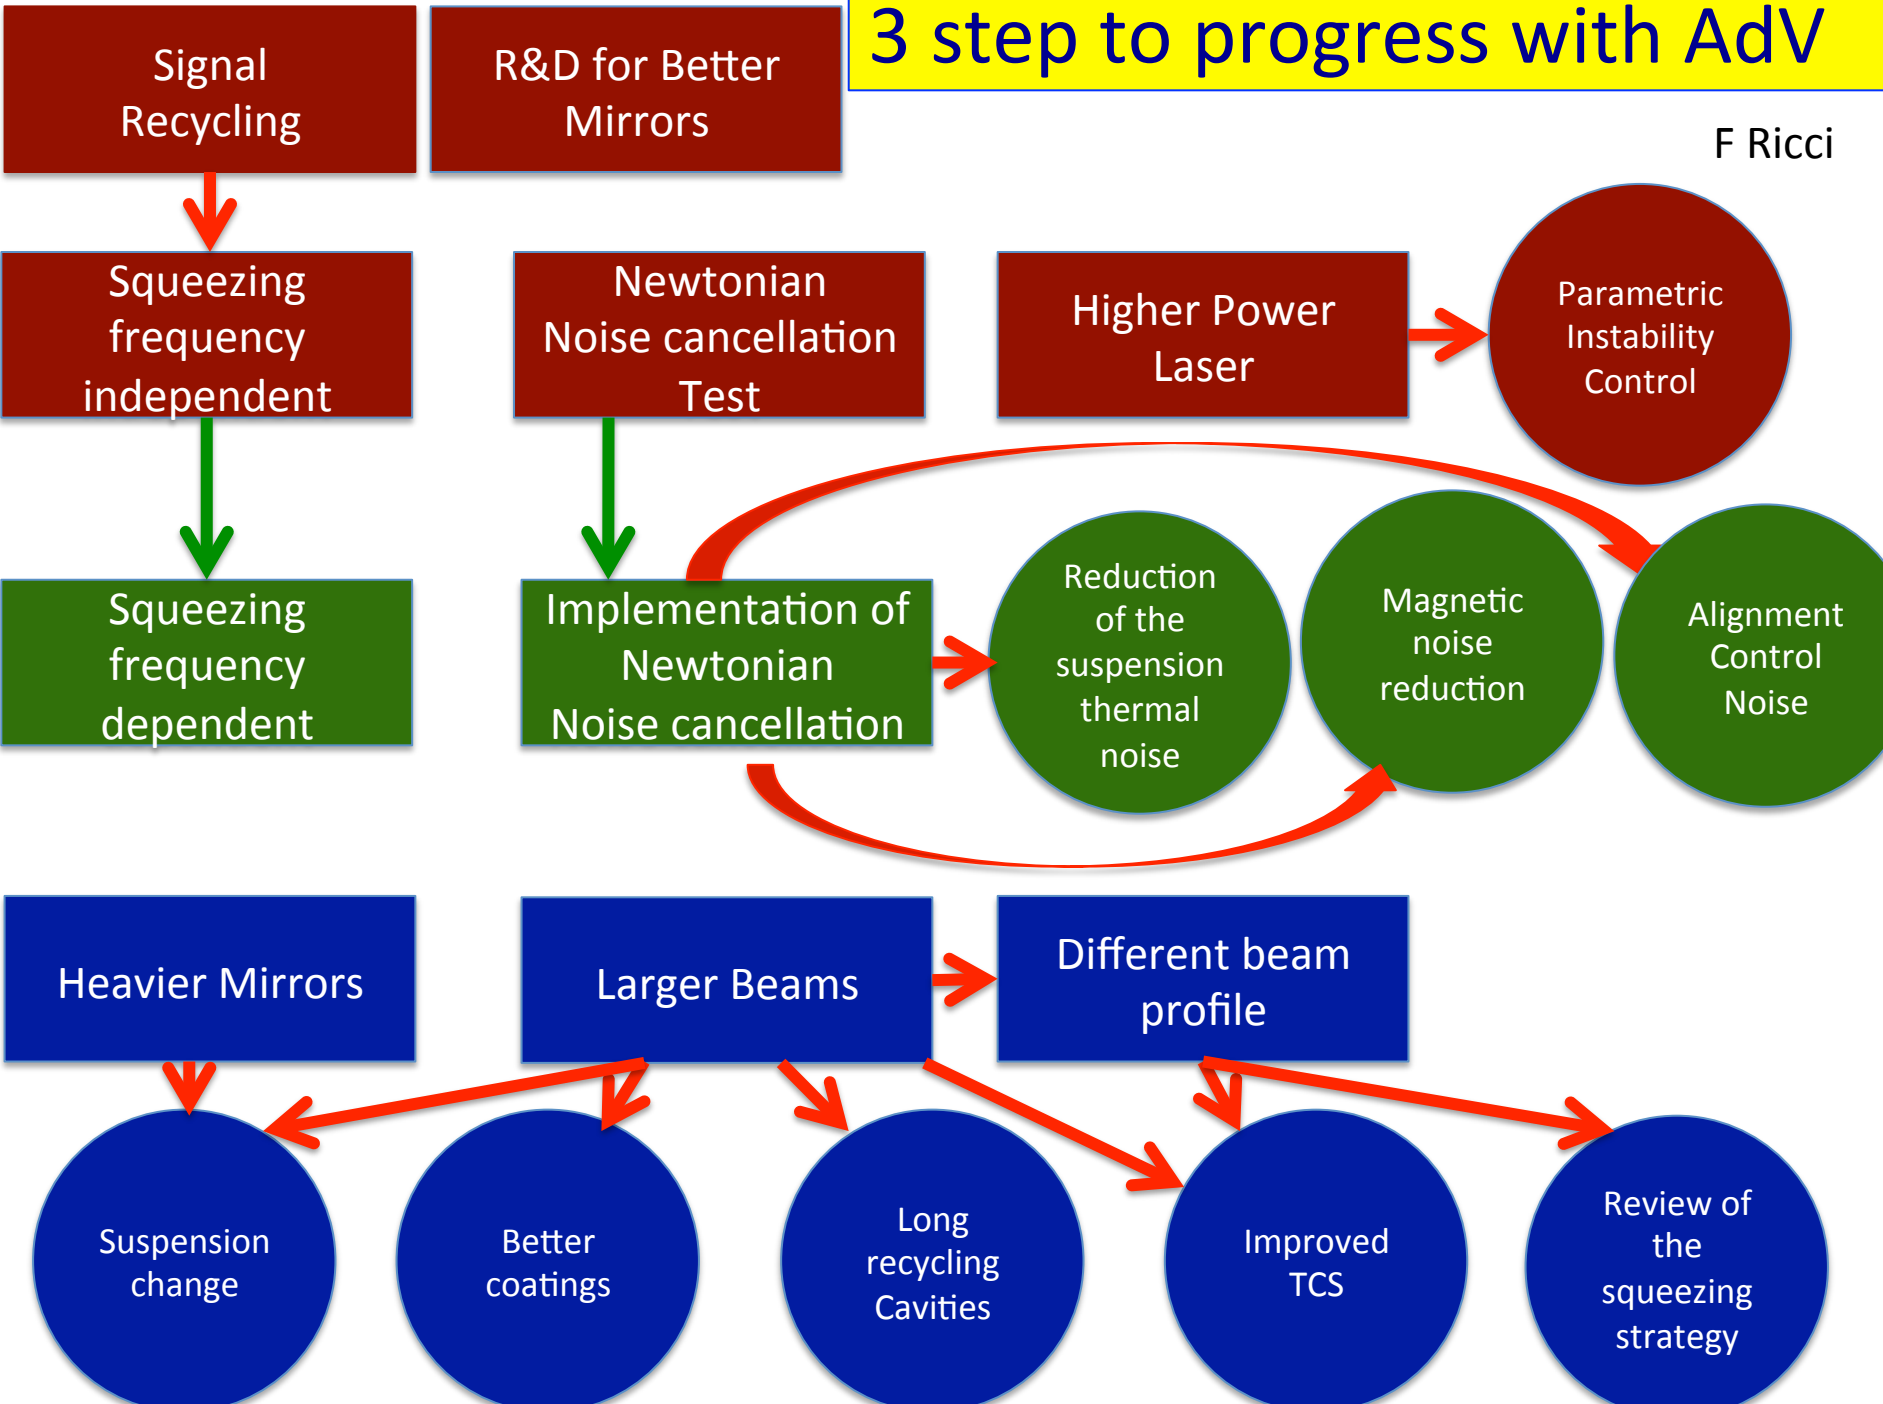 3 step to progress with AdV
F Ricci
Signal
Recycling
R&D for Better
Mirrors
Squeezing
frequency
independent
Newtonian
Noise cancellation
Test
Higher Power
Laser
Parametric
Instability
Control
Squeezing
frequency
dependent
Implementation of
Newtonian
Noise cancellation
Reduction
of the
suspension
thermal
noise
Magnetic
noise
reduction
Alignment
Control
Noise
Heavier Mirrors
Larger Beams
Different beam
profile
Suspension
change
Better
coatings
Long
recycling
Cavities
Improved
TCS
Review of
the
squeezing
strategy